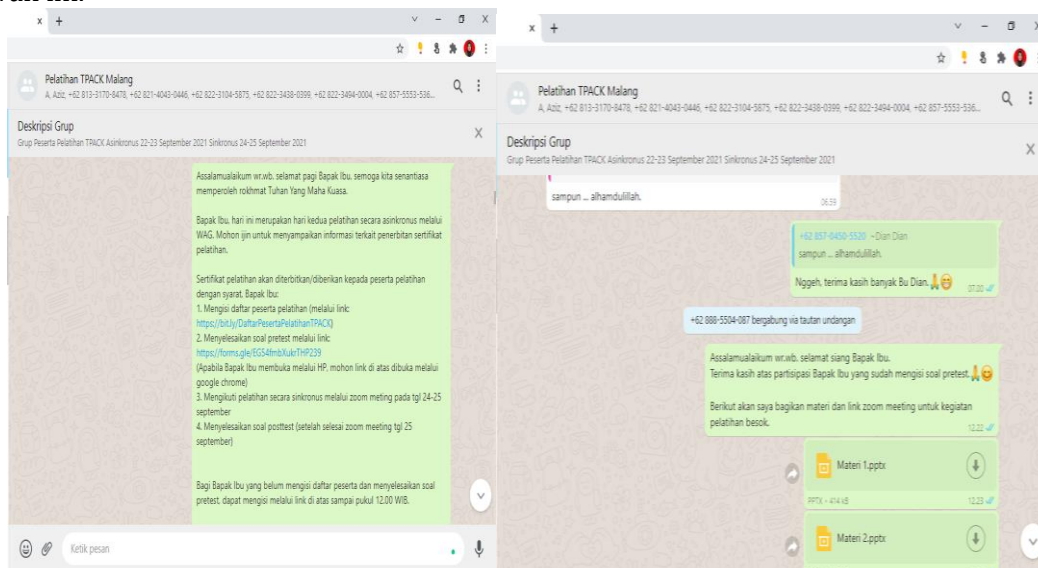 Pelatihan TPACK Malang
A, Aziz, +62 813-3170-8478, +62 821-4043-0446, +62 822-3104-5875, +62 822-3438-0399, +62 822-3494-0004, +62 857-5553-536...
Deskripsi Grup
Grup Peserta Pelatihan TPACK Asinkronus 22-23 September 2021 Sinkronus 24-25 September 2021
Assalamualaikum wr.wb. selamat pagi Bapak Ibu, semoga kita senantiasa
memperoleh rokhmat Tuhan Yang Maha Kuasa.
Bapak Ibu, hari ini merupakan hari kedua pelatihan secara asinkronus melalui
WAG. Mohon ijin untuk menyampaikan informasi terkait penerbitan sertifikat
pelatihan.
Sertifikat pelatihan akan diterbitkan/diberikan kepada peserta pelatihan
dengan syarat, Bapak Ibu:
1. Mengisi daftar peserta pelatihan (melalui link:
https://bit.ly/DaftarPesertaPelatihanTPACK)
2. Menyelesaikan soal pretest melalui link:
https://forms.gle/EGS4fmbXukrTHP239
(Apabila Bapak Ibu membuka melalui HP, mohon link di atas dibuka melalui
google chrome)
3. Mengikuti pelatihan secara sinkronus melalui zoom meting pada tgl 24-25
september
4. Menyelesaikan soal posttest (setelah selesai zoom meeting tgl 25
september)
Bagi Bapak Ibu yang belum mengisi daftar peserta dan menyelesaikan soal
pretest, dapat mengisi melalui link di atas sampai pukul 12.00 WIB.
Ketik pesan
Pelatihan TPACK Malang
A, Aziz, +62 813-3170-8478, +62 821-4043-0446, +62 822-3104-5875, +62 822-3438-0399, +62 822-3494-0004, +62 857-5553-536...
Deskripsi Grup
Grup Peserta Pelatihan TPACK Asinkronus 22-23 September 2021 Sinkronus 24-25 September 2021
sampun ... alhamdulillah.
06.59
+62 857-0450-5520 ~Dian Dian
sampun ... alhamdulillah.
Nggeh, terima kasih banyak Bu Dian.🙏😁
07.20
+62 888-5504-087 bergabung via tautan undangan
Assalamualaikum wr.wb. selamat siang Bapak Ibu.
Terima kasih atas partisipasi Bapak Ibu yang sudah mengisi soal pretest.🙏😊
Berikut akan saya bagikan materi dan link zoom meeting untuk kegiatan
pelatihan besok.
12.22
Materi 1.pptx
PPTX • 414 kB
12.23
Materi 2.pptx